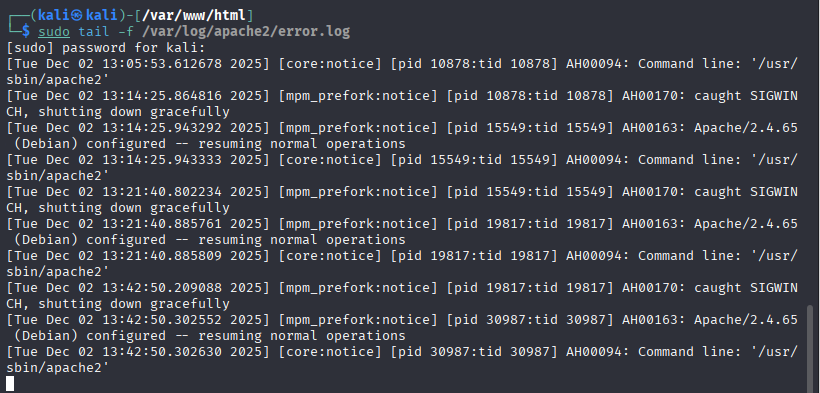 ┌──(kali㉿kali)-[/var/www/html]
└─$ sudo tail -f /var/log/apache2/error.log
[sudo] password for kali:
[Tue Dec 02 13:05:53.612678 2025] [core:notice] [pid 10878:tid 10878] AH00094: Command line: '/usr/
sbin/apache2'
[Tue Dec 02 13:14:25.864816 2025] [mpm_prefork:notice] [pid 10878:tid 10878] AH00170: caught SIGWIN
CH, shutting down gracefully
[Tue Dec 02 13:14:25.943292 2025] [mpm_prefork:notice] [pid 15549:tid 15549] AH00163: Apache/2.4.65
 (Debian) configured -- resuming normal operations
[Tue Dec 02 13:14:25.943333 2025] [core:notice] [pid 15549:tid 15549] AH00094: Command line: '/usr/
sbin/apache2'
[Tue Dec 02 13:21:40.802234 2025] [mpm_prefork:notice] [pid 15549:tid 15549] AH00170: caught SIGWIN
CH, shutting down gracefully
[Tue Dec 02 13:21:40.885761 2025] [mpm_prefork:notice] [pid 19817:tid 19817] AH00163: Apache/2.4.65
 (Debian) configured -- resuming normal operations
[Tue Dec 02 13:21:40.885809 2025] [core:notice] [pid 19817:tid 19817] AH00094: Command line: '/usr/
sbin/apache2'
[Tue Dec 02 13:42:50.209088 2025] [mpm_prefork:notice] [pid 19817:tid 19817] AH00170: caught SIGWIN
CH, shutting down gracefully
[Tue Dec 02 13:42:50.302552 2025] [mpm_prefork:notice] [pid 30987:tid 30987] AH00163: Apache/2.4.65
 (Debian) configured -- resuming normal operations
[Tue Dec 02 13:42:50.302630 2025] [core:notice] [pid 30987:tid 30987] AH00094: Command line: '/usr/
sbin/apache2'